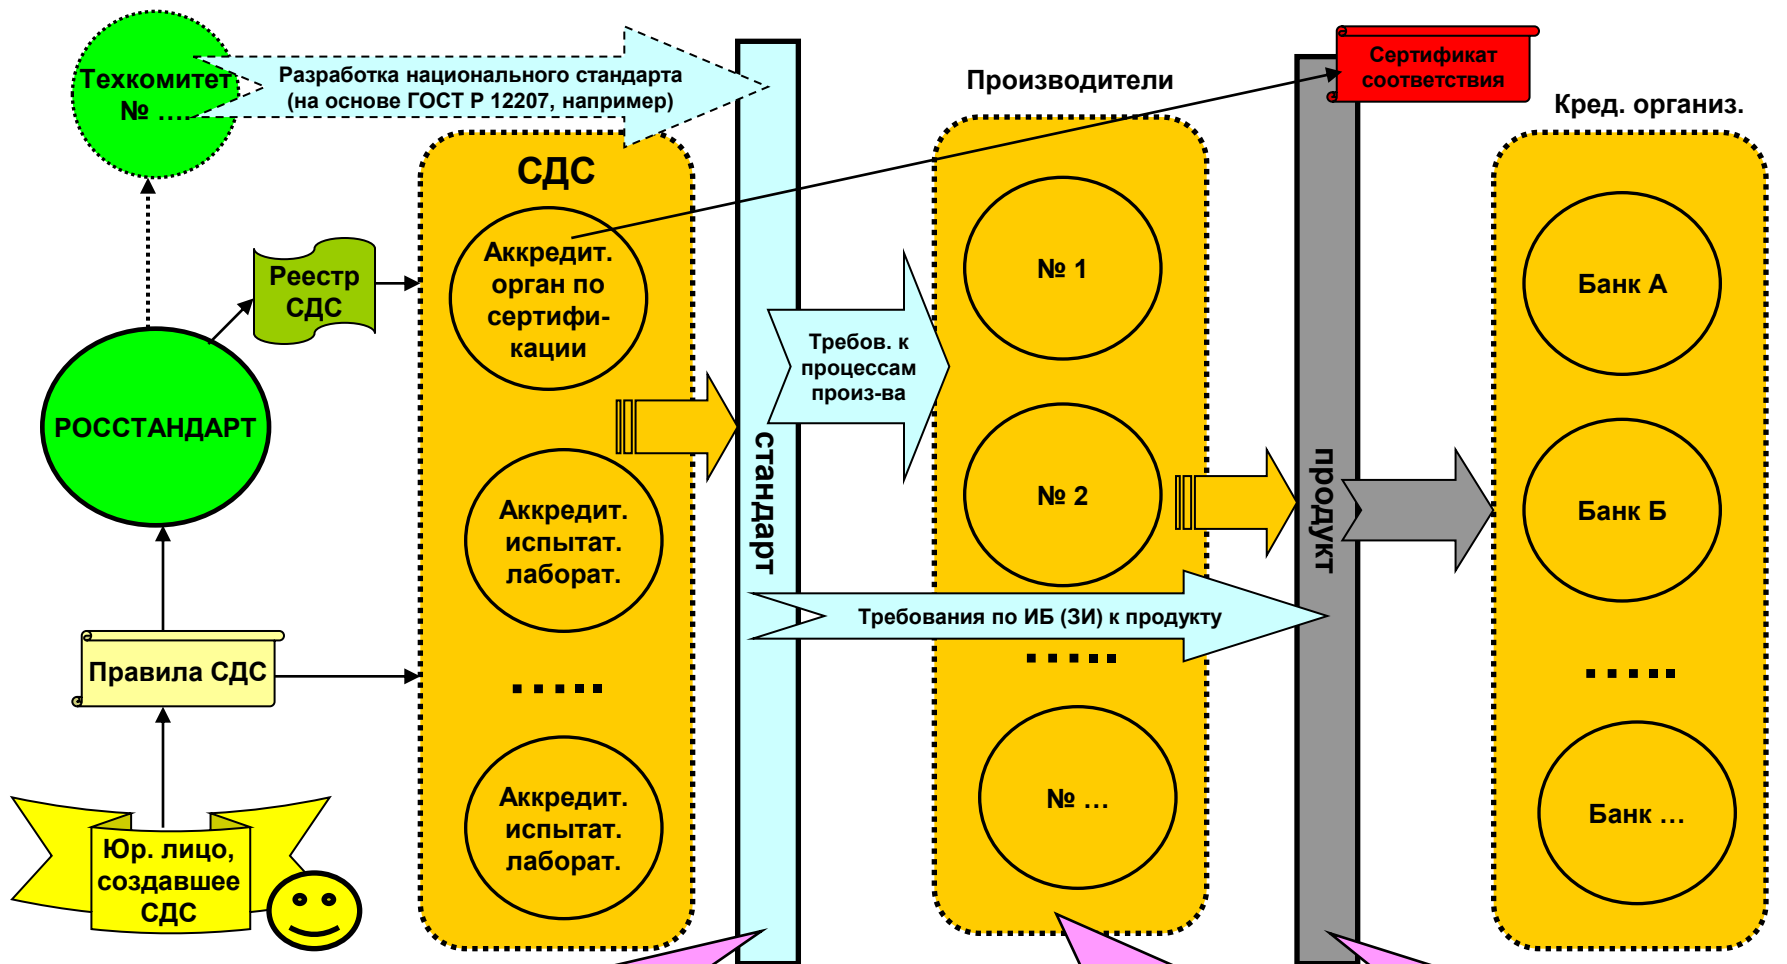 Техкомитет
№ ….
Разработка национального стандарта
(на основе ГОСТ Р 12207, например)
Производители
Сертификат
соответствия
Кред. организ.
СДС
Аккредит.
орган по
сертифи-
кации
Реестр
СДС
№ 1
Банк А
Требов. к
процессам
произ-ва
РОССТАНДАРТ
стандарт
продукт
№ 2
Банк Б
Аккредит.
испытат.
лаборат.
Требования по ИБ (ЗИ) к продукту
Правила СДС
.....
.....
.....
№ …
Банк …
Аккредит.
испытат.
лаборат.
Юр. лицо,
создавшее
СДС